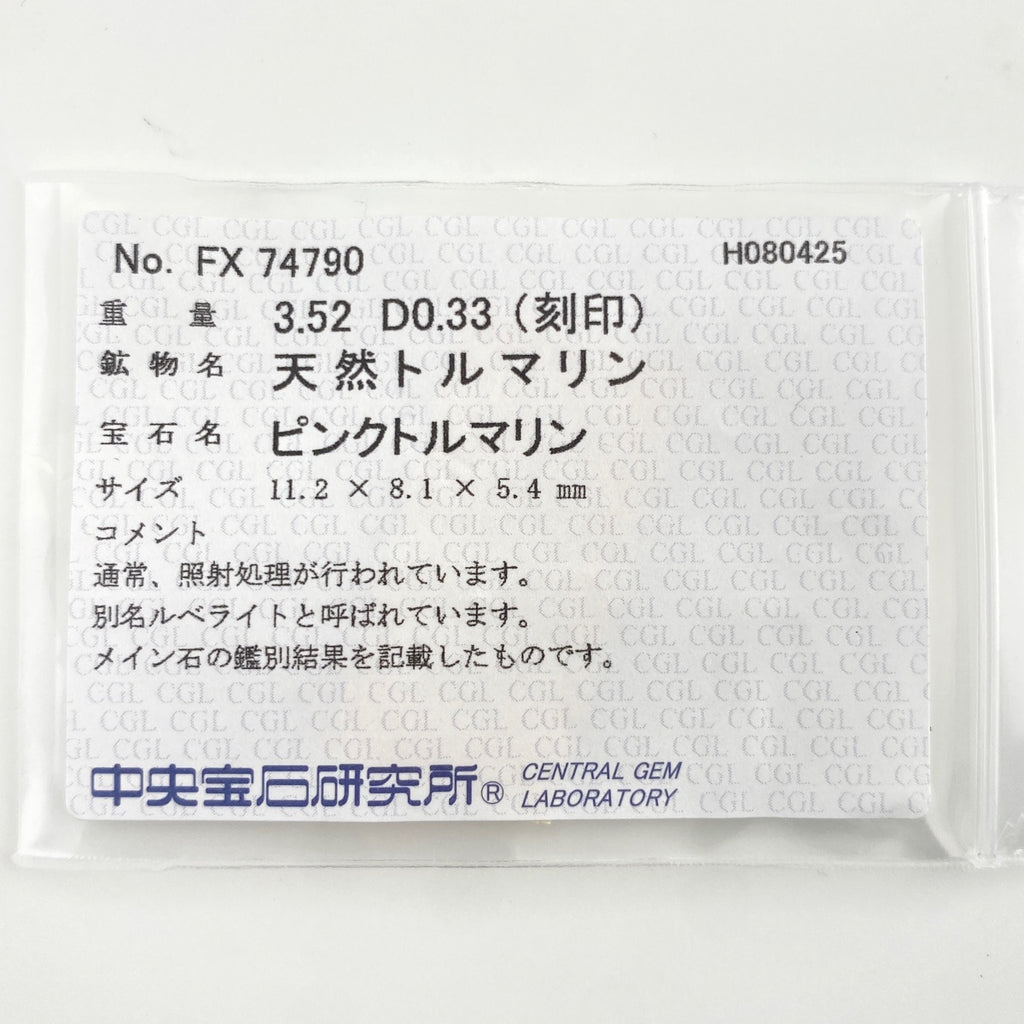 No. FX 74790 H080425
重量 3.52 D0.33（刻印）
鉱物名 天然トルマリン
宝石名 ピンクトルマリン
サイズ 11.2 × 8.1 × 5.4 mm
コメント
通常、照射処理が行われています。
別名ルベライトと呼ばれています。
メイン石の鑑別結果を記載したものです。
中央宝石研究所® CENTRAL GEM
LABORATORY